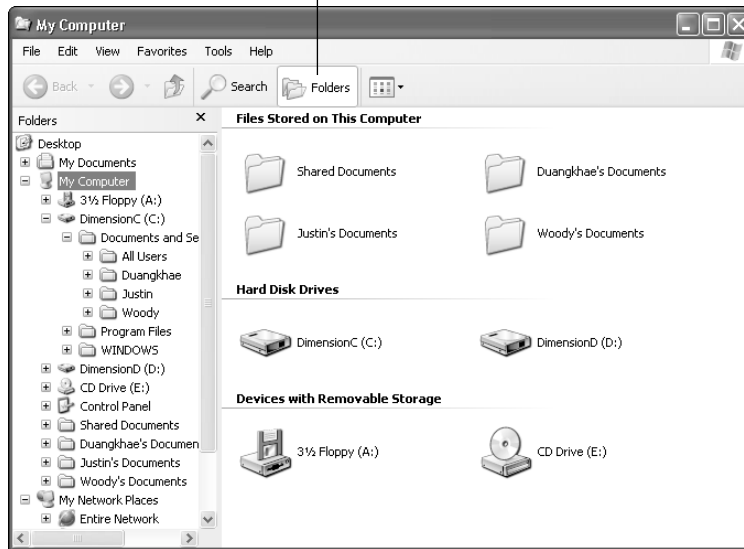 My Computer
File Edit View Favorites Tools Help
Back Search Folders
Folders
Desktop
My Documents
My Computer
3½ Floppy (A:)
DimensionC (C:)
Documents and Se
All Users
Duangkhae
Justin
Woody
Program Files
WINDOWS
DimensionD (D:)
CD Drive (E:)
Control Panel
Shared Documents
Duangkhae's Documen
Justin's Documents
Woody's Documents
My Network Places
Entire Network
Files Stored on This Computer
Shared Documents Duangkhae's Documents
Justin's Documents Woody's Documents
Hard Disk Drives
DimensionC (C:) DimensionD (D:)
Devices with Removable Storage
3½ Floppy (A:) CD Drive (E:)